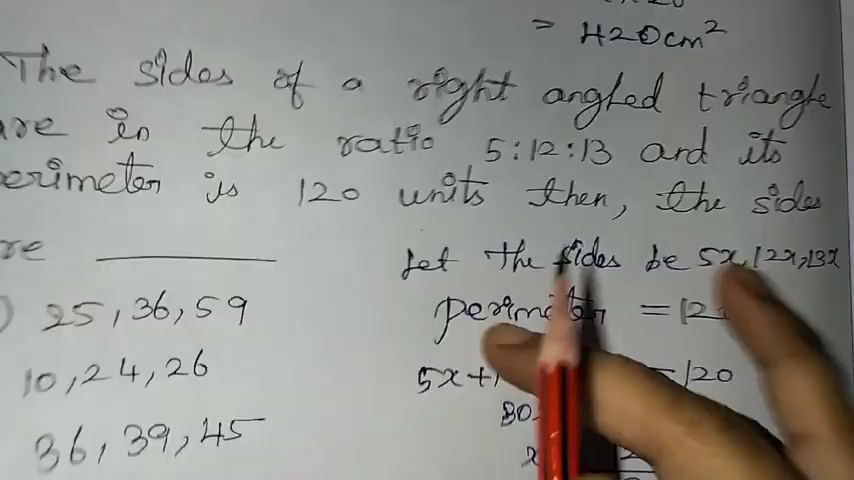 = 420cm²
The sides of a right angled triangle
are in the ratio 5:12:13 and its
perimeter is 120 units then, the sides
are
Let the sides be 5x, 12x, 13x
perimeter = 12
25, 36, 59
5x+ =120
10, 24, 26
30
36, 39, 45
x